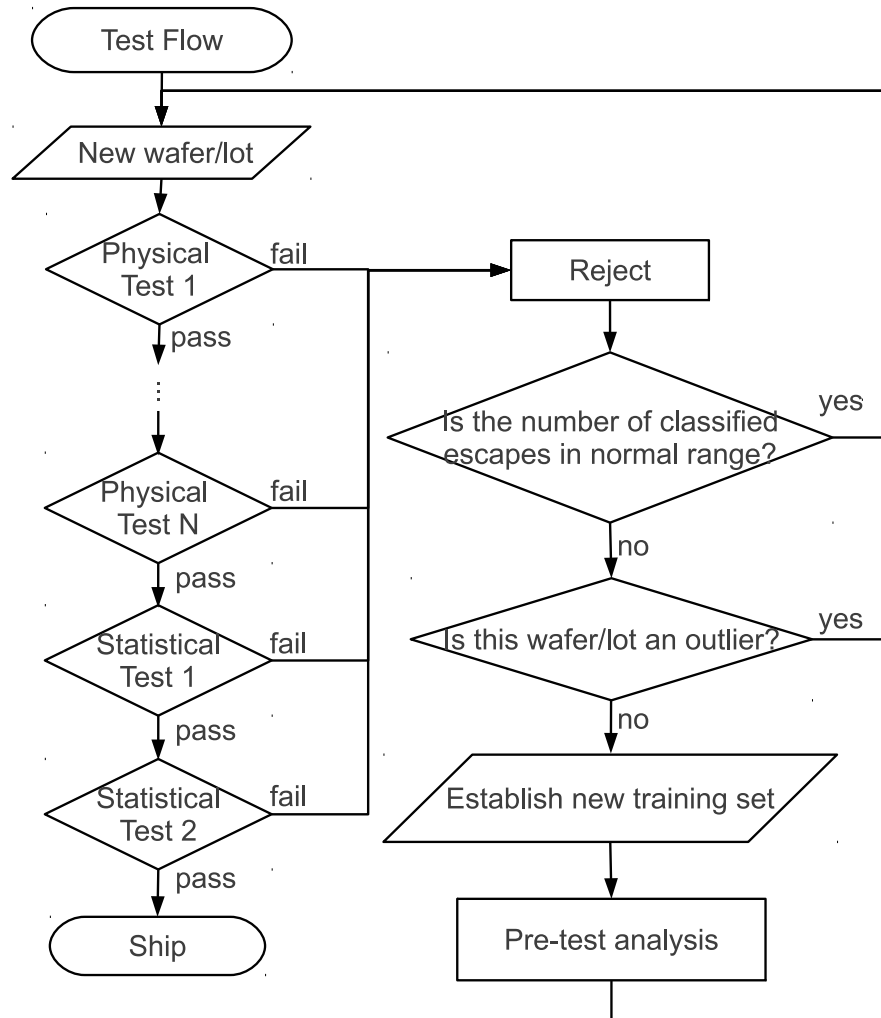 Test Flow
New wafer/lot
Physical
Test 1
fail
pass
...
Physical
Test N
fail
pass
Statistical
Test 1
fail
pass
Statistical
Test 2
fail
pass
Ship
Reject
Is the number of classified
escapes in normal range?
yes
no
Is this wafer/lot an outlier?
yes
no
Establish new training set
Pre-test analysis